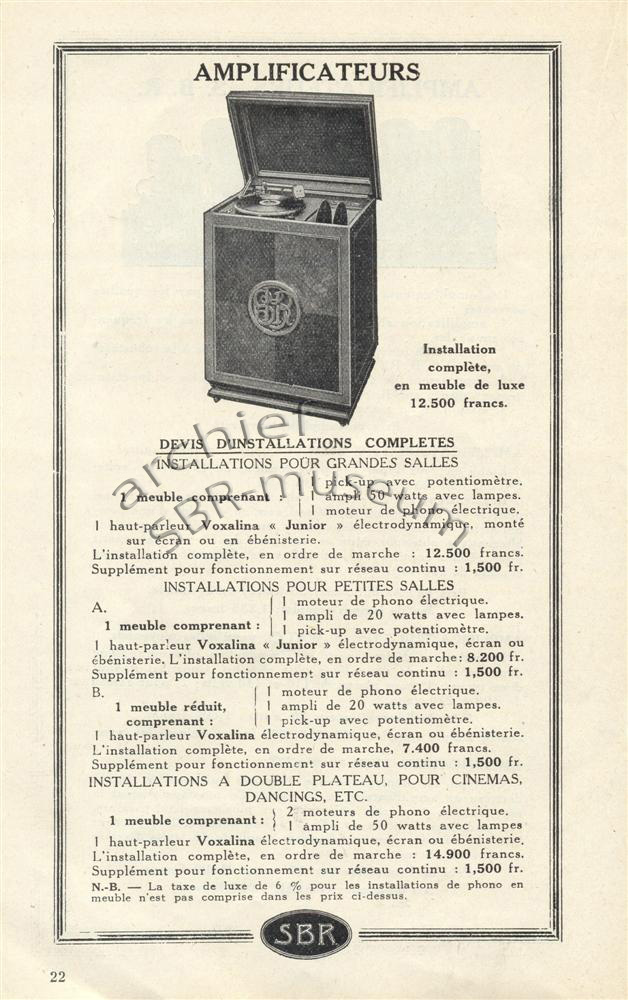 AMPLIFICATEURS
SBR
Installation
complète,
en meuble de luxe
12.500 francs.
DEVIS D'INSTALLATIONS COMPLETES
INSTALLATIONS POUR GRANDES SALLES
1 meuble comprenant :
1 pick-up avec potentiomètre.
1 ampli 50 watts avec lampes.
1 moteur de phono électrique.
1 haut-parleur Voxalina « Junior » électrodynamique, monté
sur écran ou en ébénisterie.
L'installation complète, en ordre de marche : 12.500 francs.
Supplément pour fonctionnement sur réseau continu : 1,500 fr.
INSTALLATIONS POUR PETITES SALLES
A.
1 meuble comprenant :
1 moteur de phono électrique.
1 ampli de 20 watts avec lampes.
1 pick-up avec potentiomètre.
1 haut-parleur Voxalina « Junior » électrodynamique, écran ou
ébénisterie. L'installation complète, en ordre de marche: 8.200 fr.
Supplément pour fonctionnement sur réseau continu : 1,500 fr.
B.
1 meuble réduit,
comprenant :
1 moteur de phono électrique.
1 ampli de 20 watts avec lampes.
1 pick-up avec potentiomètre.
1 haut-parleur Voxalina électrodynamique, écran ou ébénisterie.
L'installation complète, en ordre de marche, 7.400 francs.
Supplément pour fonctionnement sur réseau continu : 1,500 fr.
INSTALLATIONS A DOUBLE PLATEAU, POUR CINEMAS,
DANCINGS, ETC.
1 meuble comprenant :
2 moteurs de phono électrique.
1 ampli de 50 watts avec lampes
1 haut-parleur Voxalina électrodynamique, écran ou ébénisterie.
L'installation complète, en ordre de marche : 14.900 francs.
Supplément pour fonctionnement sur réseau continu : 1,500 fr.
N.-B. — La taxe de luxe de 6 % pour les installations de phono en
meuble n'est pas comprise dans les prix ci-dessus.
SBR
22
archief
SBR-museum